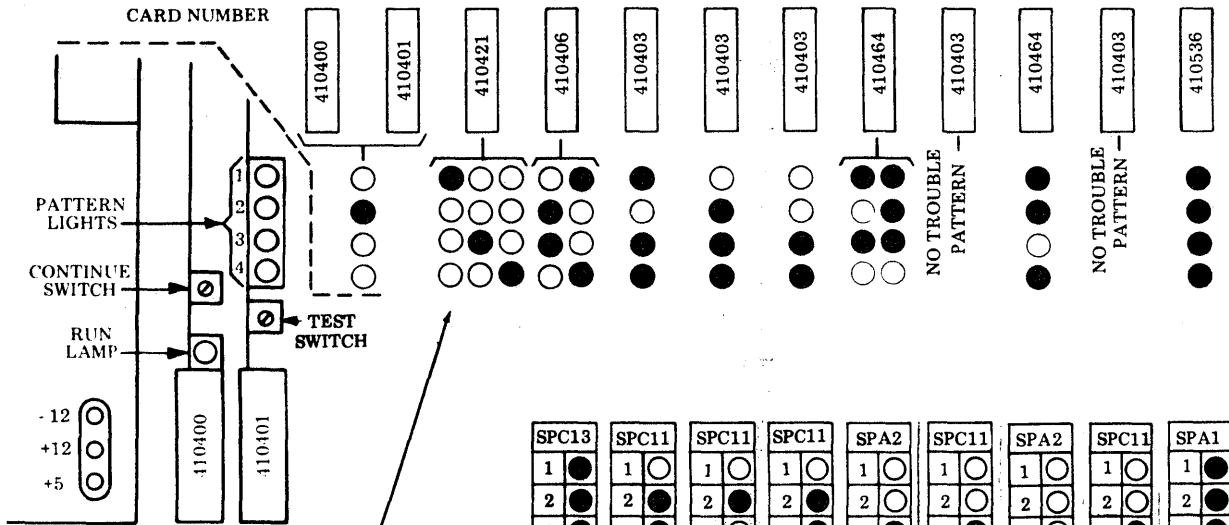 CARD NUMBER
410400
410401
410421
410406
410403
410403
410403
410464
410403
410464
410403
410536
NO TROUBLE
PATTERN
NO TROUBLE
PATTERN
PATTERN
LIGHTS
1
2
3
4
CONTINUE
SWITCH
TEST
SWITCH
RUN
LAMP
-12
+12
+5
410400
410401
SPC13 SPC11 SPC11 SPC11 SPA2 SPC11 SPA2 SPC11 SPA1
1 1 1 1 1 1 1 1 1
2 2 2 2 2 2 2 2 2